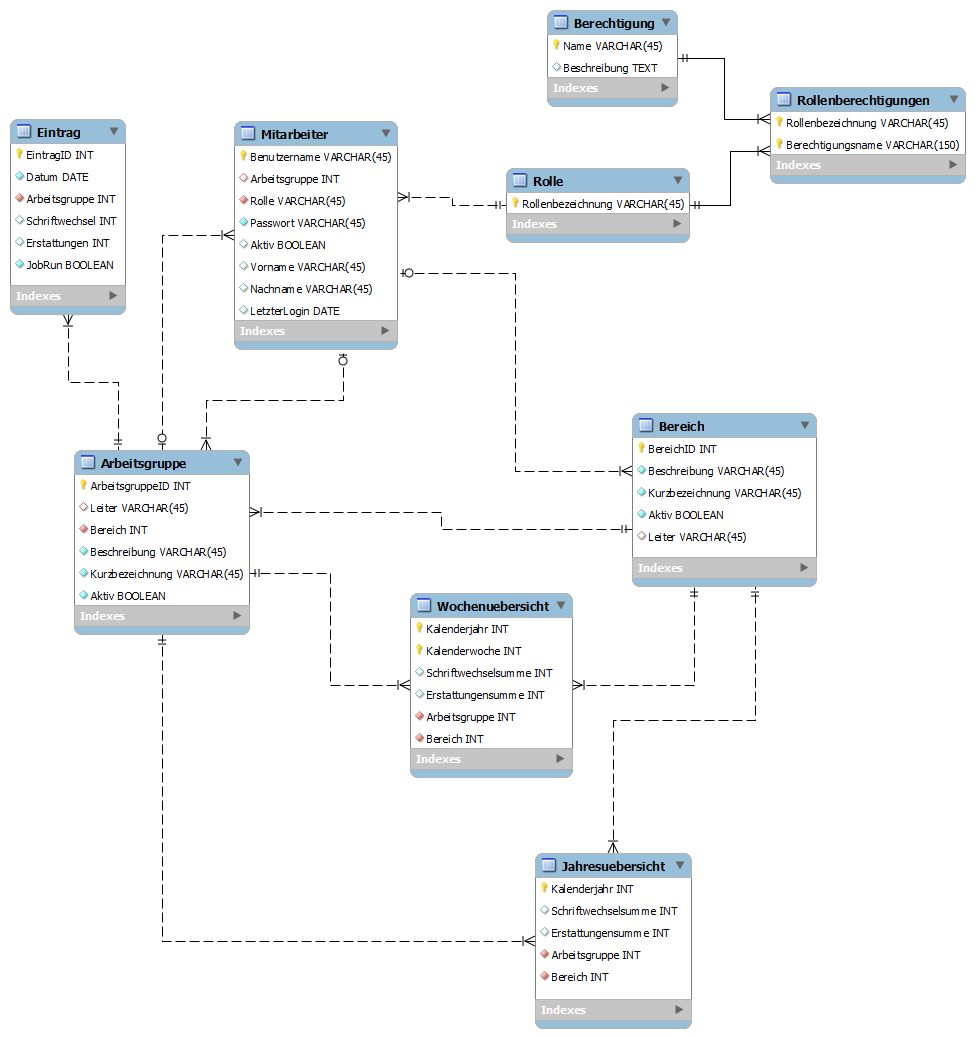 Berechtigung
Name VARCHAR(45)
Beschreibung TEXT
Indexes
Rollenberechtigungen
Rollenbezeichnung VARCHAR(45)
Berechtigungsname VARCHAR(150)
Indexes
Eintrag
EintragID INT
Datum DATE
Arbeitsgruppe INT
Schriftwechsel INT
Erstattungen INT
JobRun BOOLEAN
Indexes
Mitarbeiter
Benutzername VARCHAR(45)
Arbeitsgruppe INT
Rolle VARCHAR(45)
Passwort VARCHAR(45)
Aktiv BOOLEAN
Vorname VARCHAR(45)
Nachname VARCHAR(45)
LetzterLogin DATE
Indexes
Rolle
Rollenbezeichnung VARCHAR(45)
Indexes
Bereich
BereichID INT
Beschreibung VARCHAR(45)
Kurzbezeichnung VARCHAR(45)
Aktiv BOOLEAN
Leiter VARCHAR(45)
Indexes
Arbeitsgruppe
ArbeitsgruppeID INT
Leiter VARCHAR(45)
Bereich INT
Beschreibung VARCHAR(45)
Kurzbezeichnung VARCHAR(45)
Aktiv BOOLEAN
Indexes
Wochenuebersicht
Kalenderjahr INT
Kalenderwoche INT
Schriftwechselsumme INT
Erstattungensumme INT
Arbeitsgruppe INT
Bereich INT
Indexes
Jahresuebersicht
Kalenderjahr INT
Schriftwechselsumme INT
Erstattungensumme INT
Arbeitsgruppe INT
Bereich INT
Indexes